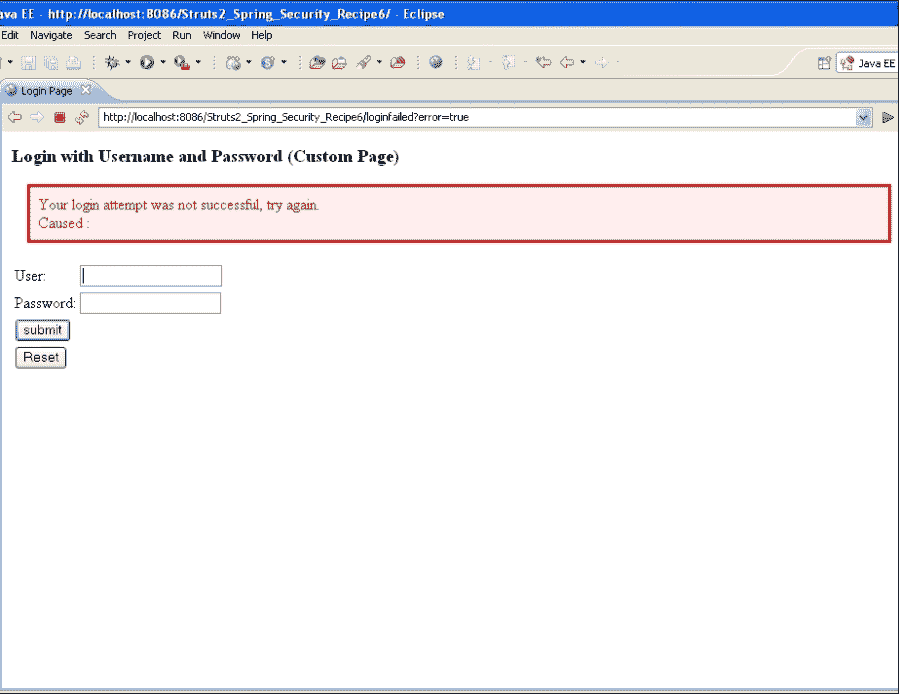 ava EE - http://localhost:8086/Struts2_Spring_Security_Recipe6/ - Eclipse
Edit Navigate Search Project Run Window Help
Java EE
Login Page
http://localhost:8086/Struts2_Spring_Security_Recipe6/loginfailed?error=true
Login with Username and Password (Custom Page)
Your login attempt was not successful, try again.
Caused :
User:
Password:
submit
Reset